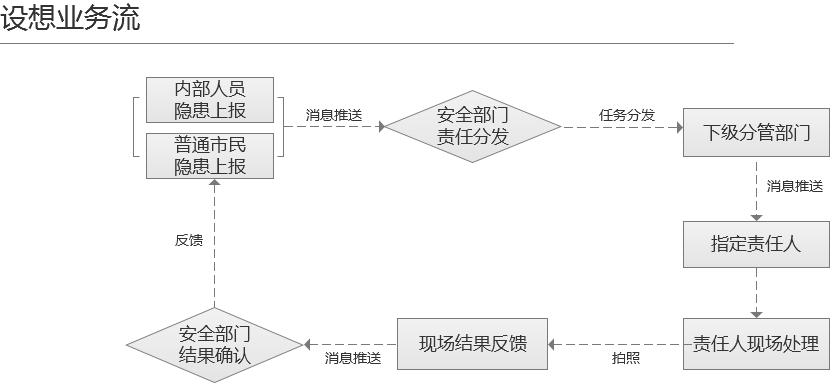 设想业务流
内部人员
隐患上报
普通市民
隐患上报
消息推送
安全部门
责任分发
任务分发
下级分管部门
消息推送
指定责任人
责任人现场处理
拍照
现场结果反馈
消息推送
安全部门
结果确认
反馈